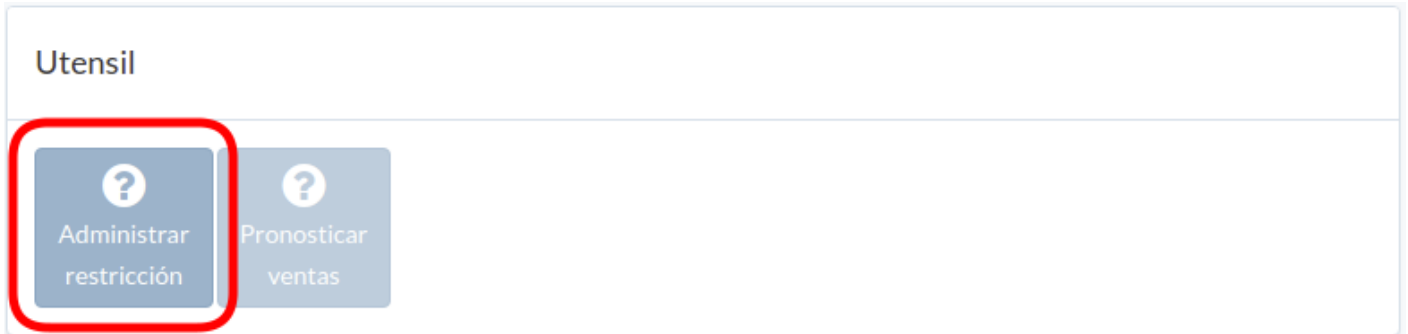 Utensil
Administrar
restricción
Pronosticar
ventas